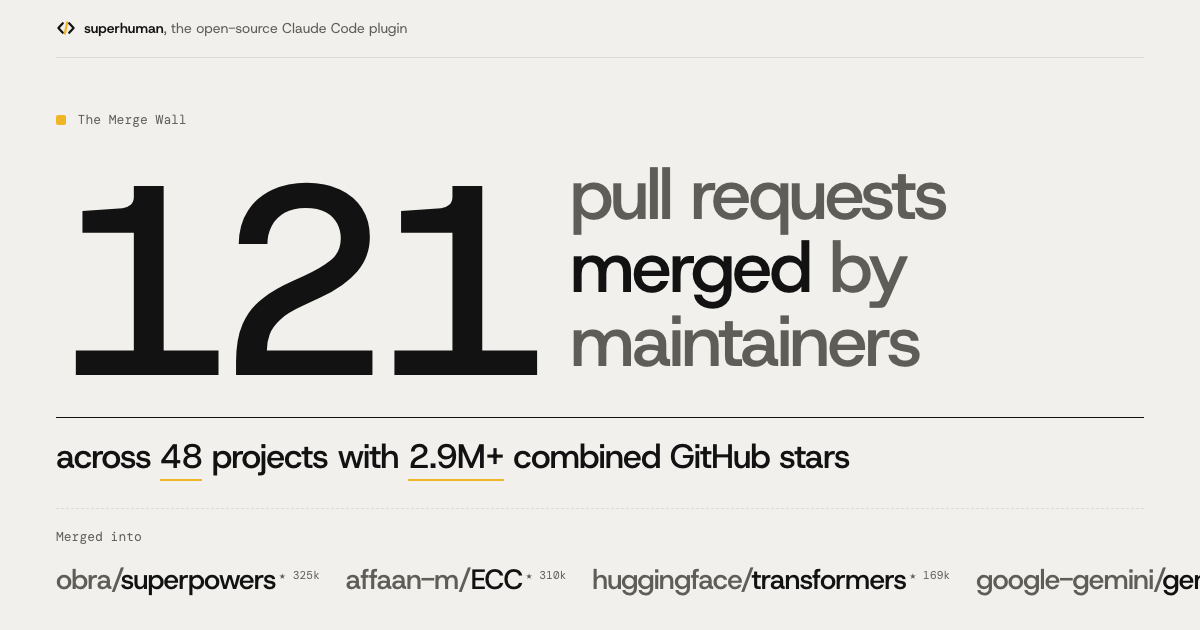 superhuman, the open-source Claude Code plugin
The Merge Wall
121
pull requests
merged by
maintainers
across 48 projects with 2.9M+ combined GitHub stars
Merged into
obra/superpowers ★ 325k affaan-m/ECC ★ 310k huggingface/transformers ★ 169k google-gemini/